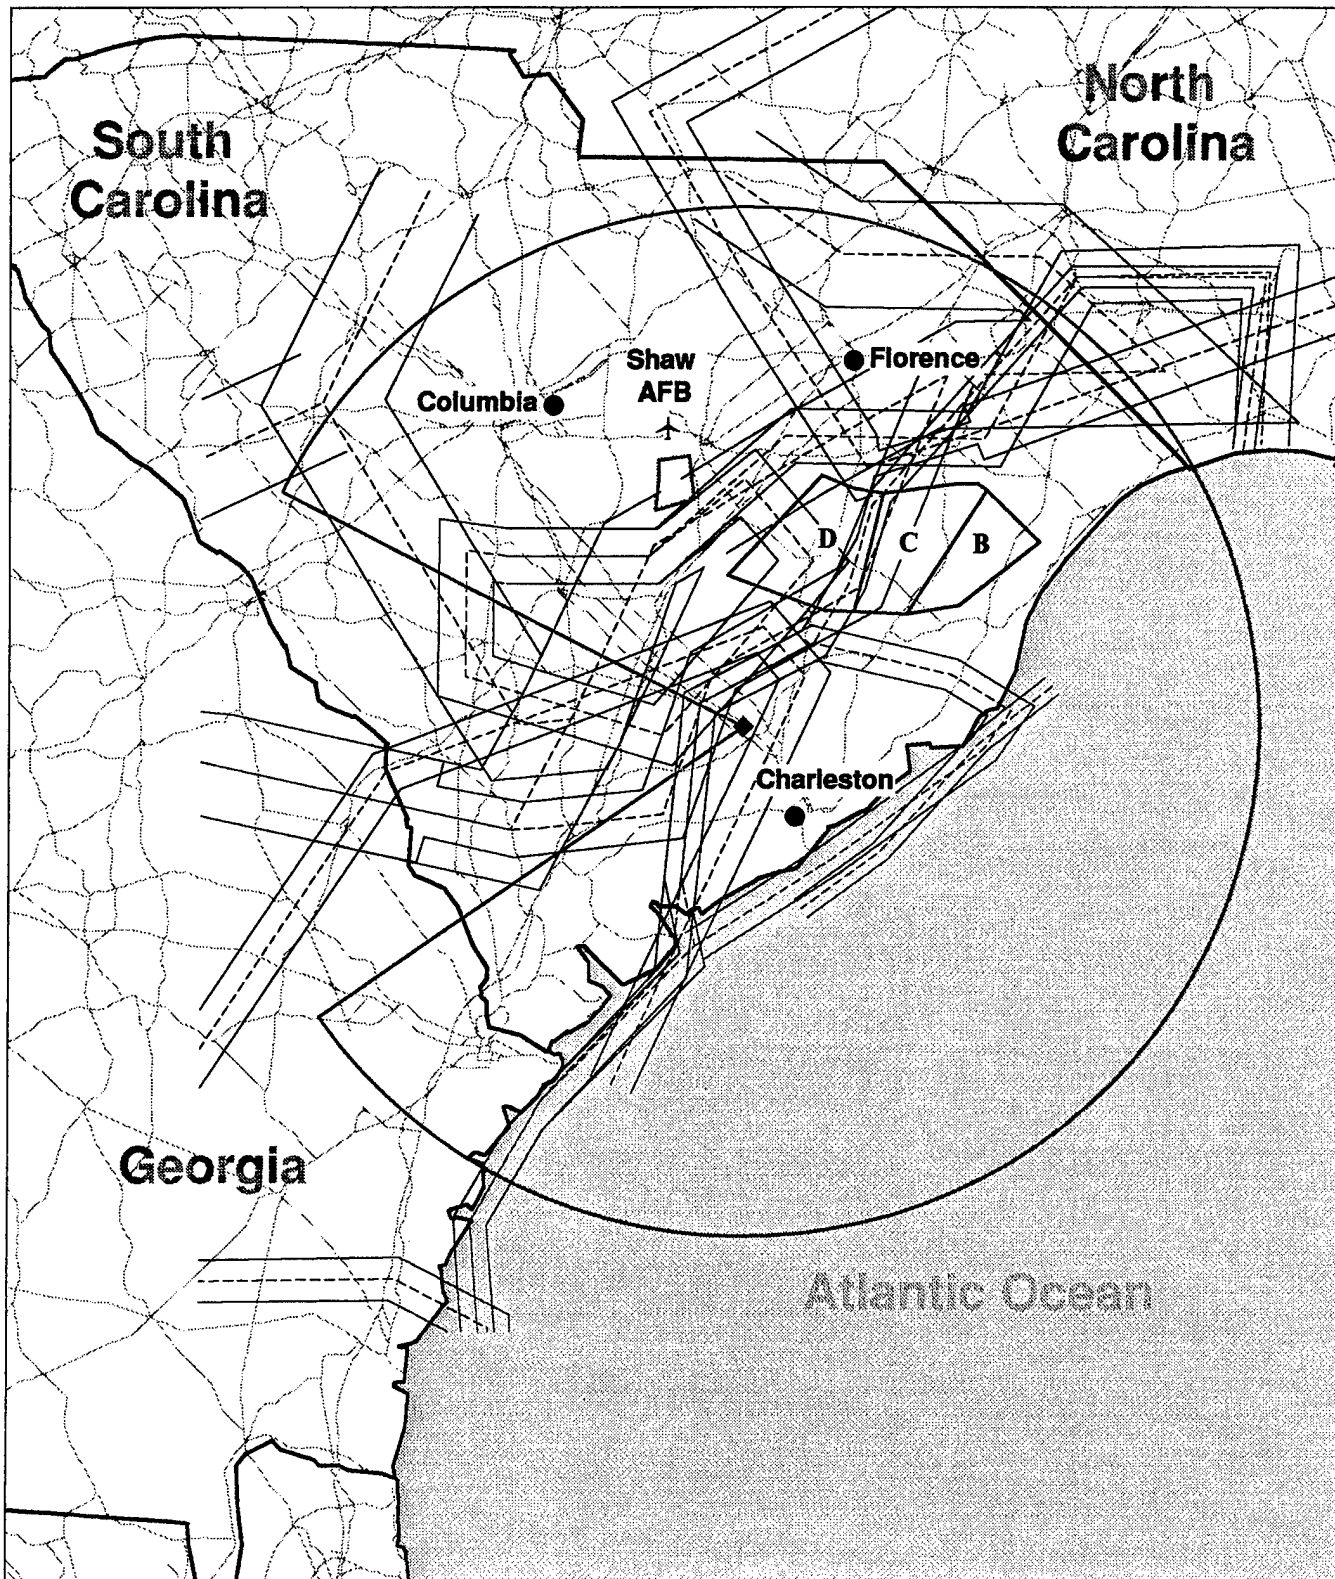 North
Carolina
South
Carolina
Shaw
AFB
Florence
Columbia
D
C
B
Charleston
Georgia
Atlantic Ocean